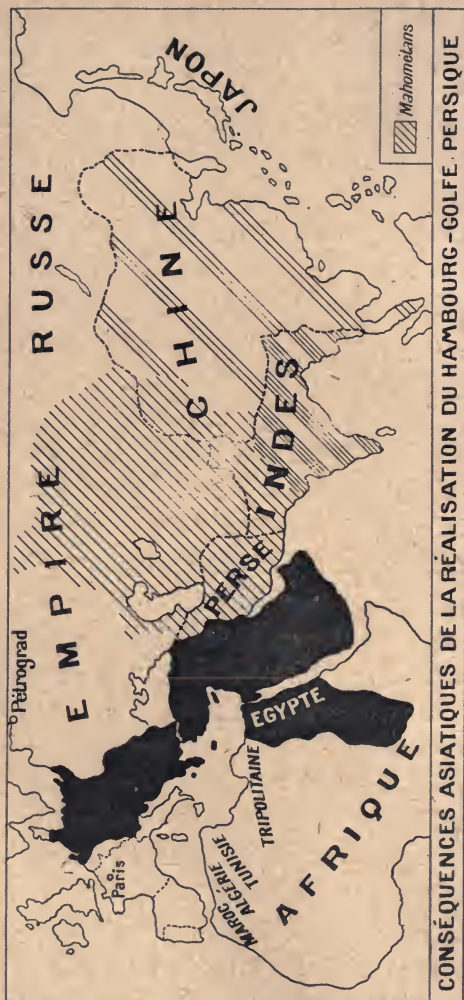 EMPIRE RUSSE
Pétrograd
JAPON
CHINE
Paris
PERSE
INDES
MAROC
ALGÉRIE
TUNISIE
TRIPOLITAINE
EGYPTE
AFRIQUE
Mahométans
CONSÉQUENCES ASIATIQUES DE LA RÉALISATION DU HAMBOURG-GOLFE PERSIQUE